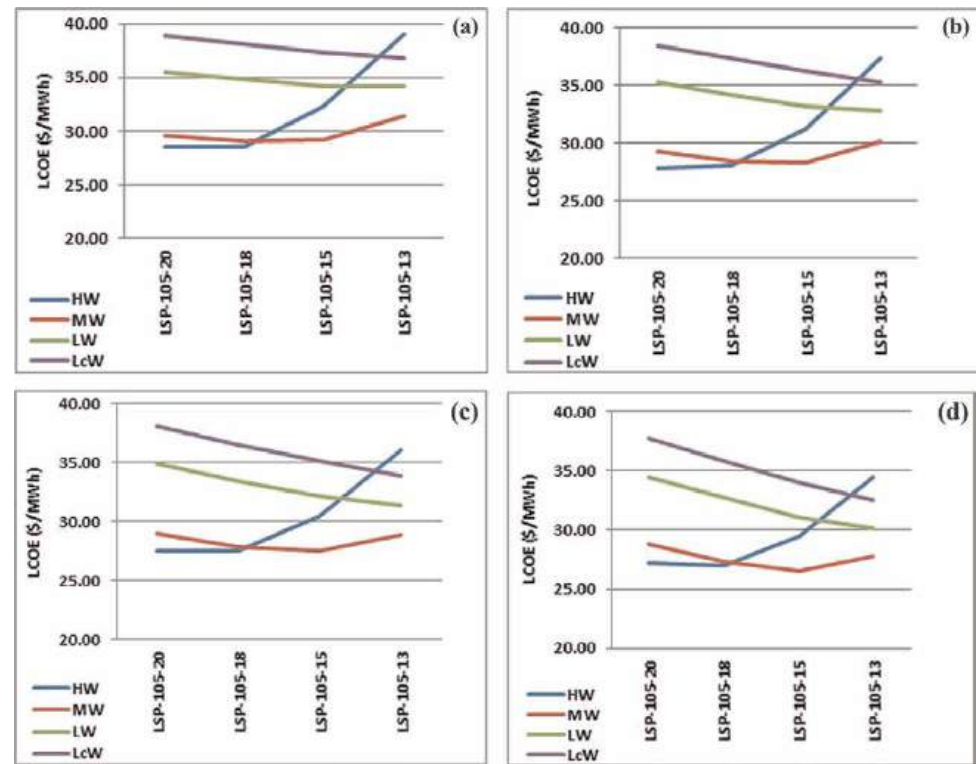 (a)
40.00
35.00
30.00
25.00
20.00
LCOE ($/MWh)
LSP-105-20
LSP-105-18
LSP-105-15
LSP-105-13
HW
MW
LW
LcW
(b)
40.00
35.00
30.00
25.00
20.00
LCOE ($/MWh)
LSP-105-20
LSP-105-18
LSP-105-15
LSP-105-13
HW
MW
LW
LcW
(c)
40.00
35.00
30.00
25.00
20.00
LCOE ($/MWh)
LSP-105-20
LSP-105-18
LSP-105-15
LSP-105-13
HW
MW
LW
LcW
(d)
40.00
35.00
30.00
25.00
20.00
LCOE ($/MWh)
LSP-105-20
LSP-105-18
LSP-105-15
LSP-105-13
HW
MW
LW
LcW